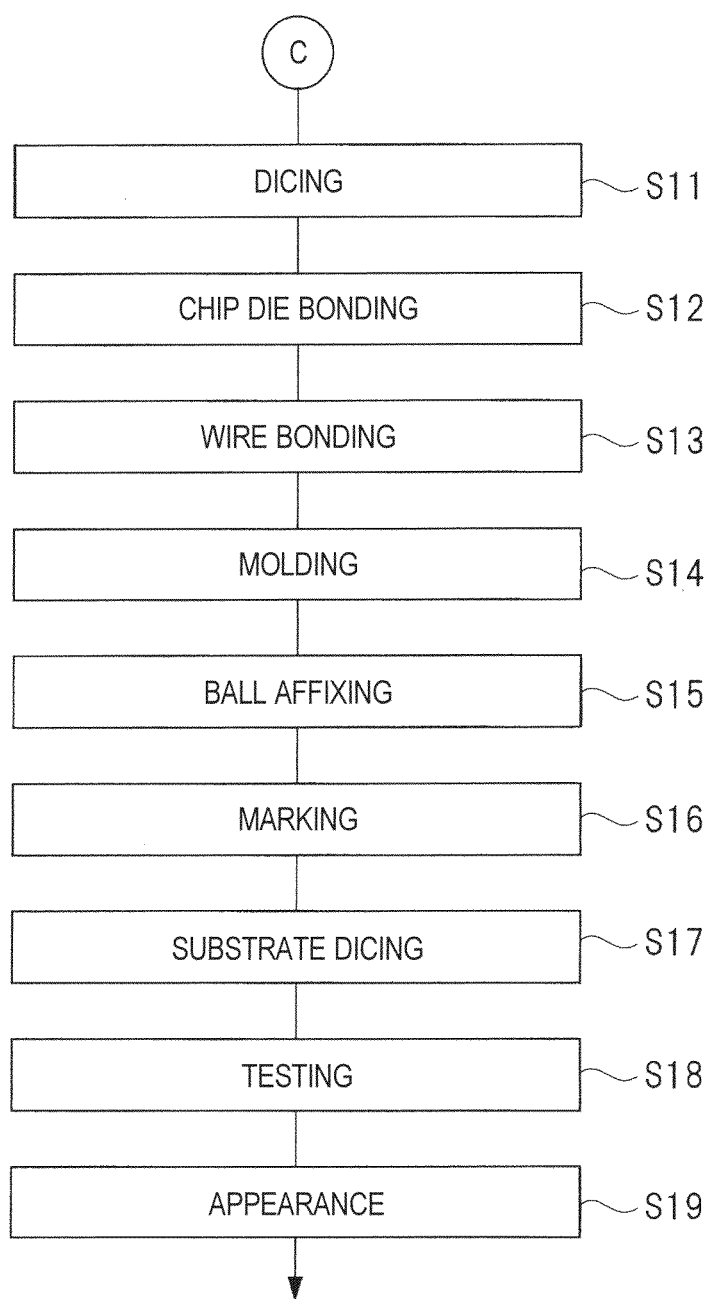 C
DICING S11
CHIP DIE BONDING S12
WIRE BONDING S13
MOLDING S14
BALL AFFIXING S15
MARKING S16
SUBSTRATE DICING S17
TESTING S18
APPEARANCE S19